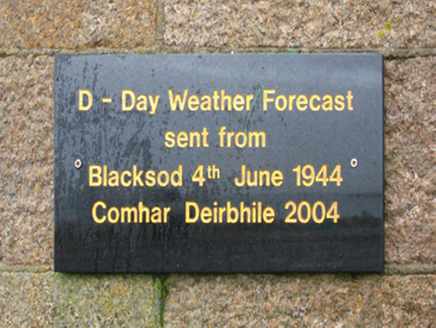 D - Day Weather Forecast
sent from
Blacksod 4th June 1944
Comhar Deirbhile 2004